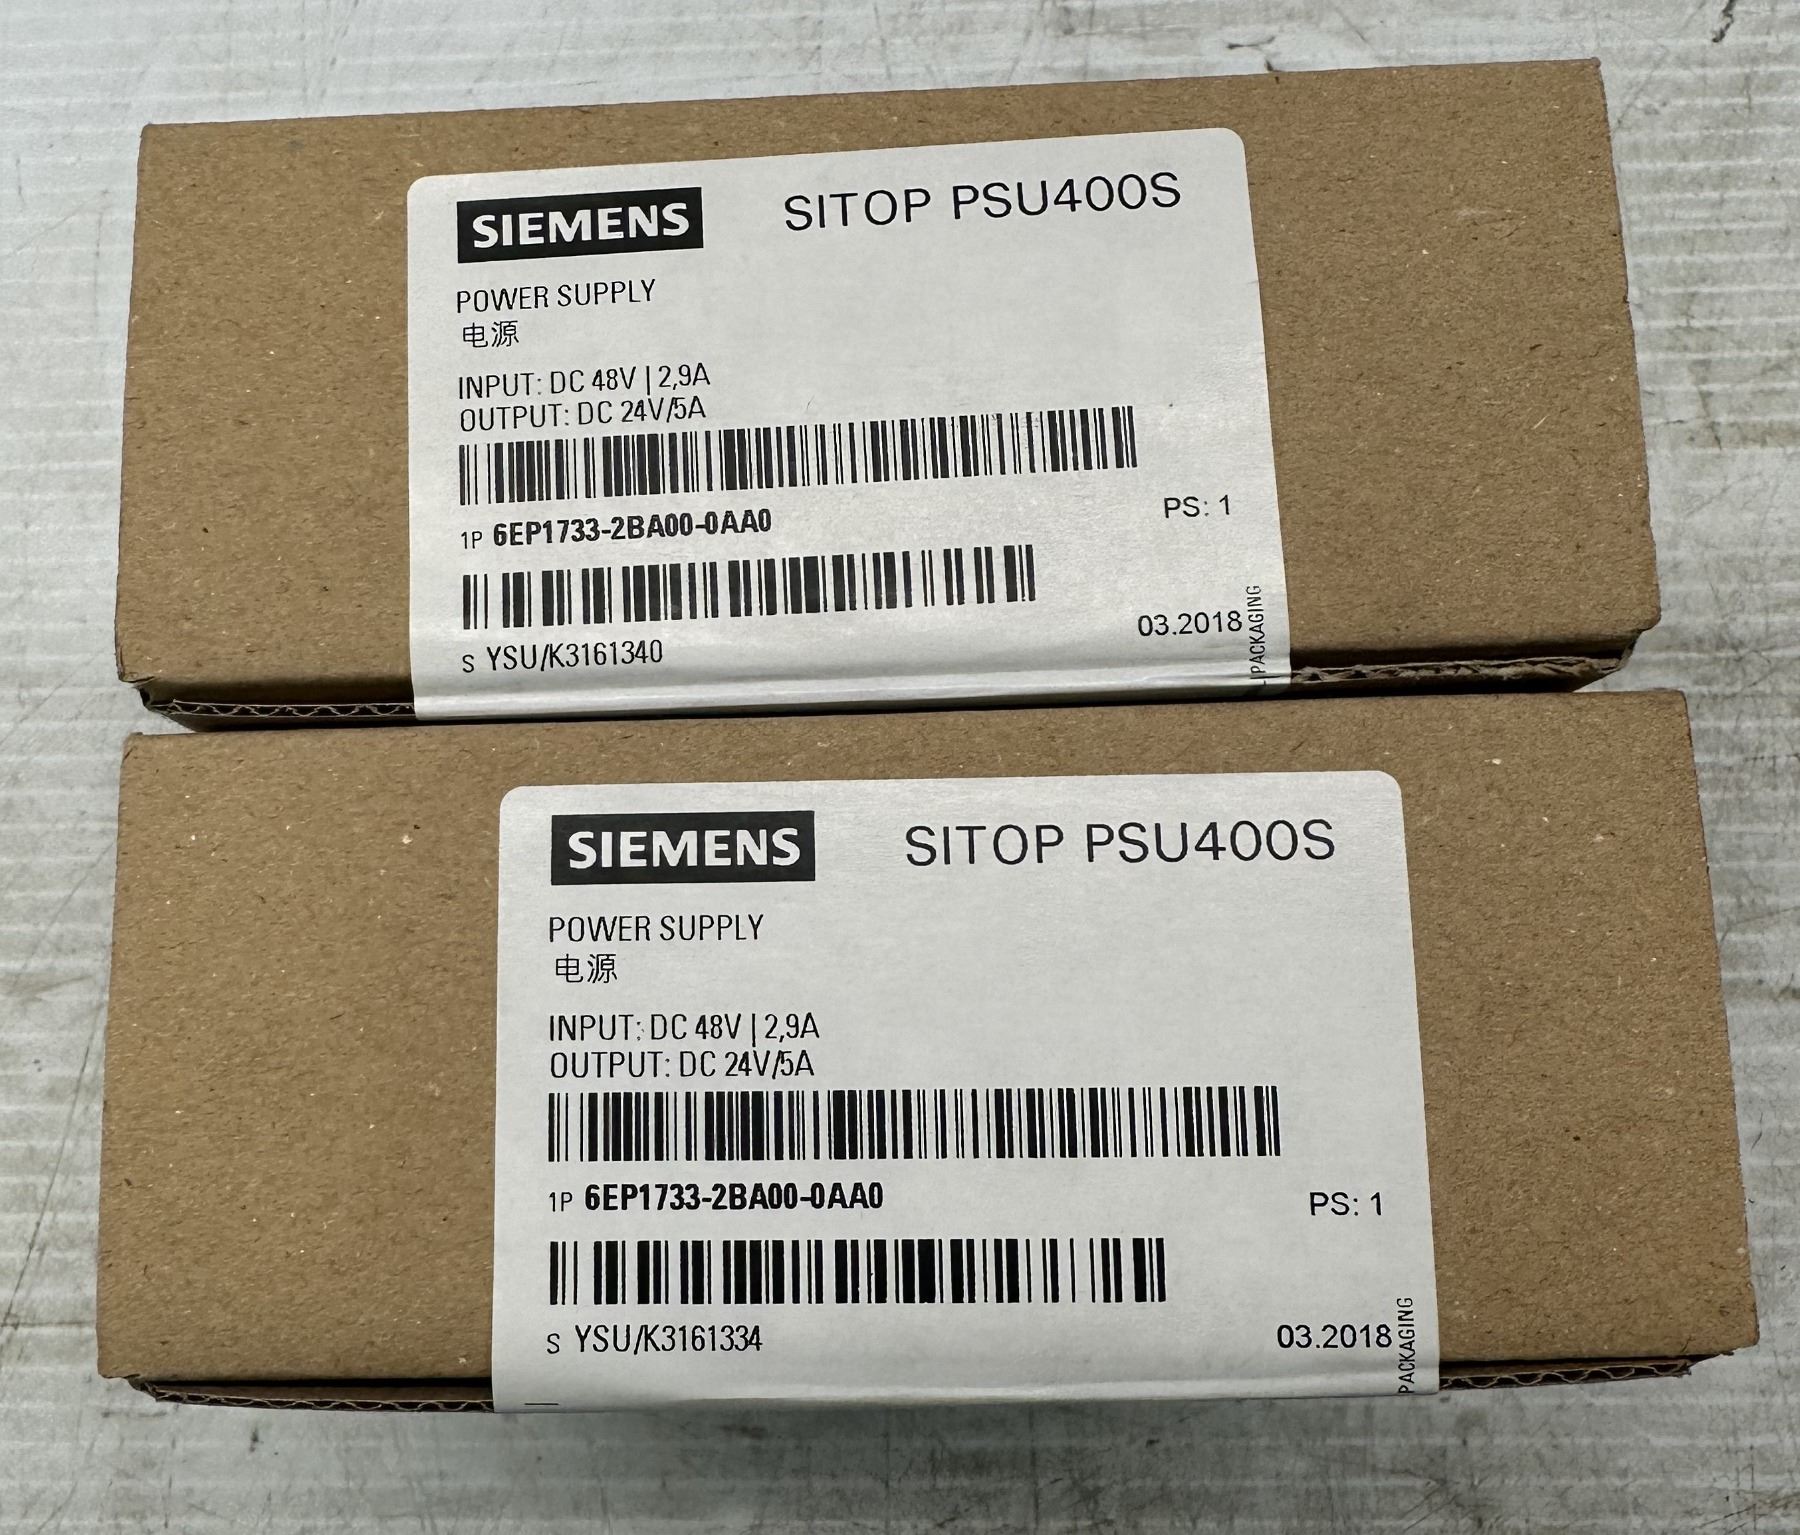 SIEMENS SITOP PSU400S
POWER SUPPLY
电源
INPUT: DC 48V | 2,9A
OUTPUT: DC 24V/5A
1P 6EP1733-2BA00-0AA0 PS: 1
S YSU/K3161340 03.2018
PACKAGING
SIEMENS SITOP PSU400S
POWER SUPPLY
电源
INPUT: DC 48V | 2,9A
OUTPUT: DC 24V/5A
1P 6EP1733-2BA00-0AA0 PS: 1
S YSU/K3161334 03.2018
PACKAGING